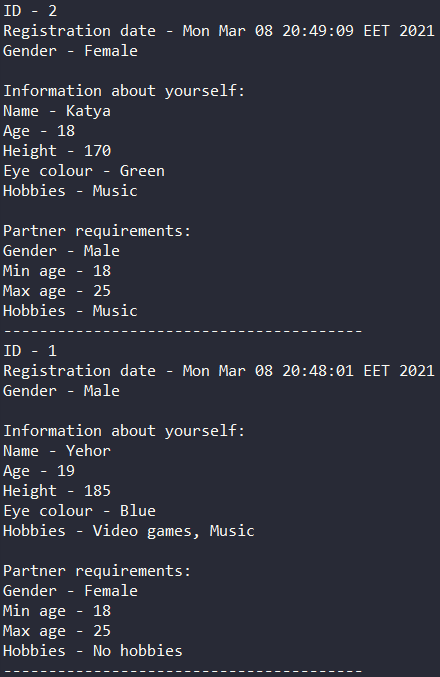 ID - 2
Registration date - Mon Mar 08 20:49:09 EET 2021
Gender - Female
Information about yourself:
Name - Katya
Age - 18
Height - 170
Eye colour - Green
Hobbies - Music
Partner requirements:
Gender - Male
Min age - 18
Max age - 25
Hobbies - Music
----------------------------------------
ID - 1
Registration date - Mon Mar 08 20:48:01 EET 2021
Gender - Male
Information about yourself:
Name - Yehor
Age - 19
Height - 185
Eye colour - Blue
Hobbies - Video games, Music
Partner requirements:
Gender - Female
Min age - 18
Max age - 25
Hobbies - No hobbies
----------------------------------------